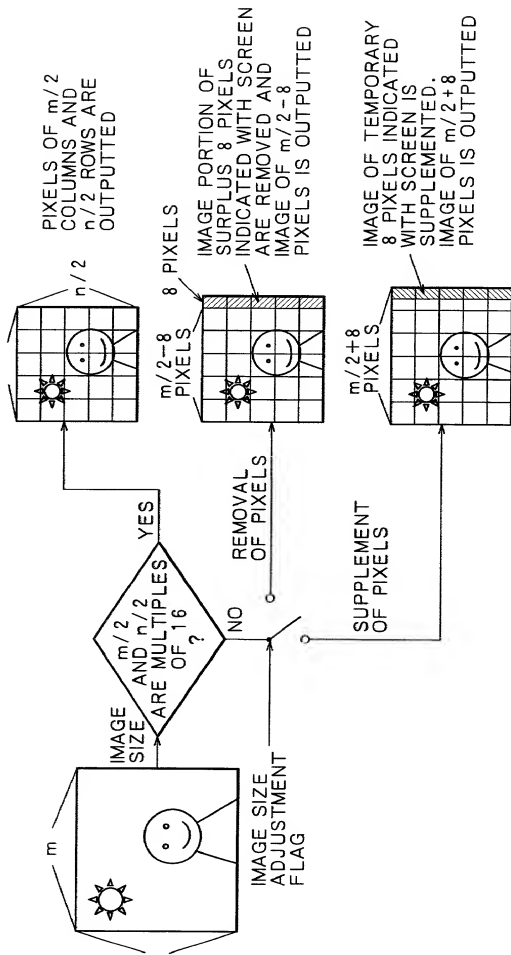 m
IMAGE
SIZE
m/2
AND n/2
ARE MULTIPLES
OF 16
?
YES
NO
IMAGE SIZE
ADJUSTMENT
FLAG
REMOVAL
OF PIXELS
SUPPLEMENT
OF PIXELS
n/2
PIXELS OF m/2
COLUMNS AND
n/2 ROWS ARE
OUTPUTTED
m/2-8
PIXELS
8 PIXELS
IMAGE PORTION OF
SURPLUS 8 PIXELS
INDICATED WITH SCREEN
ARE REMOVED AND
IMAGE OF m/2-8
PIXELS IS OUTPUTTED
m/2+8
PIXELS
IMAGE OF TEMPORARY
8 PIXELS INDICATED
WITH SCREEN IS
SUPPLEMENTED.
IMAGE OF m/2+8
PIXELS IS OUTPUTTED